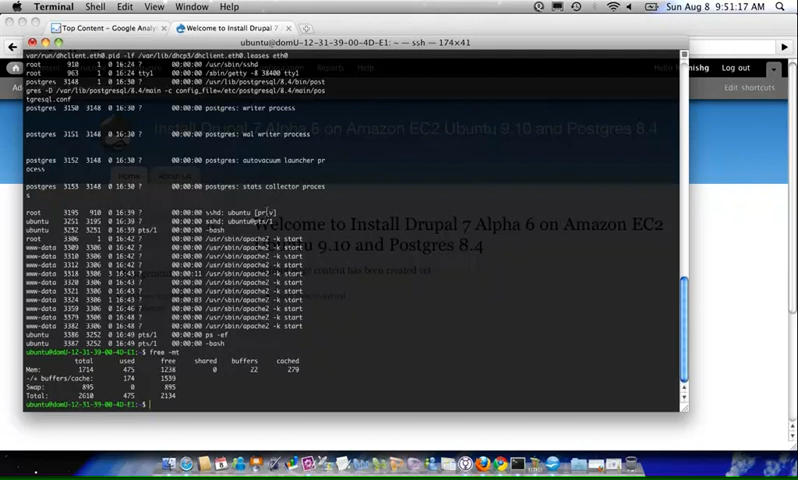 Terminal Shell Edit View Window Help
Sun Aug 8 9:51:17 AM
Top Content - Google Analy
Welcome to Install Drupal 7
ubuntu@domU-12-31-39-00-4D-E1: ~ — ssh — 174×41
Log out
Edit shortcuts
var/run/dhclient.eth0.pid -lf /var/lib/dhcp3/dhclient.eth0.leases eth0
root 910 1 0 16:24 ? 00:00:00 /usr/sbin/sshd
root 963 1 0 16:24 tty1 00:00:00 /sbin/getty -8 38400 tty1
postgres 3148 1 0 16:30 ? 00:00:00 /usr/lib/postgresql/8.4/bin/post
gres -D /var/lib/postgresql/8.4/main -c config_file=/etc/postgresql/8.4/main/pos
tgresql.conf
postgres 3150 3148 0 16:30 ? 00:00:00 postgres: writer process
Install Drupal 7 Alpha 6 on Amazon EC2 Ubuntu 9.10 and Postgres 8.4
postgres 3151 3148 0 16:30 ? 00:00:00 postgres: wal writer process
postgres 3152 3148 0 16:30 ? 00:00:00 postgres: autovacuum launcher pr
ocess
Home
postgres 3153 3148 0 16:30 ? 00:00:00 postgres: stats collector proces
s
root 3195 910 0 16:39 ? 00:00:00 sshd: ubuntu [priv]
ubuntu 3251 3195 0 16:39 ? 00:00:00 sshd: ubuntu@pts/1
ubuntu 3252 3251 0 16:39 pts/1 00:00:00 -bash
Welcome to Install Drupal 7 Alpha 6 on Amazon EC2
9.10 and Postgres 8.4
root 3306 1 0 16:42 ? 00:00:00 /usr/sbin/apache2 -k start
www-data 3309 3306 0 16:42 ? 00:00:00 /usr/sbin/apache2 -k start
www-data 3310 3306 0 16:42 ? 00:00:00 /usr/sbin/apache2 -k start
www-data 3312 3306 0 16:42 ? 00:00:00 /usr/sbin/apache2 -k start
www-data 3318 3306 3 16:43 ? 00:00:11 /usr/sbin/apache2 -k start
www-data 3320 3306 0 16:43 ? 00:00:00 /usr/sbin/apache2 -k start
www-data 3321 3306 0 16:43 ? 00:00:00 /usr/sbin/apache2 -k start
www-data 3324 3306 1 16:43 ? 00:00:03 /usr/sbin/apache2 -k start
www-data 3359 3306 0 16:46 ? 00:00:00 /usr/sbin/apache2 -k start
www-data 3378 3306 0 16:48 ? 00:00:00 /usr/sbin/apache2 -k start
www-data 3382 3306 0 16:48 ? 00:00:00 /usr/sbin/apache2 -k start
ubuntu 3386 3252 0 16:49 pts/1 00:00:00 ps -ef
ubuntu 3387 3252 0 16:49 pts/1 00:00:00 -bash
ubuntu@domU-12-31-39-00-4D-E1:~$ free -mt
total used free shared buffers cached
Mem: 1714 475 1238 0 22 279
-/+ buffers/cache: 174 1539
Swap: 895 0 895
Total: 2610 475 2134
ubuntu@domU-12-31-39-00-4D-E1:~$